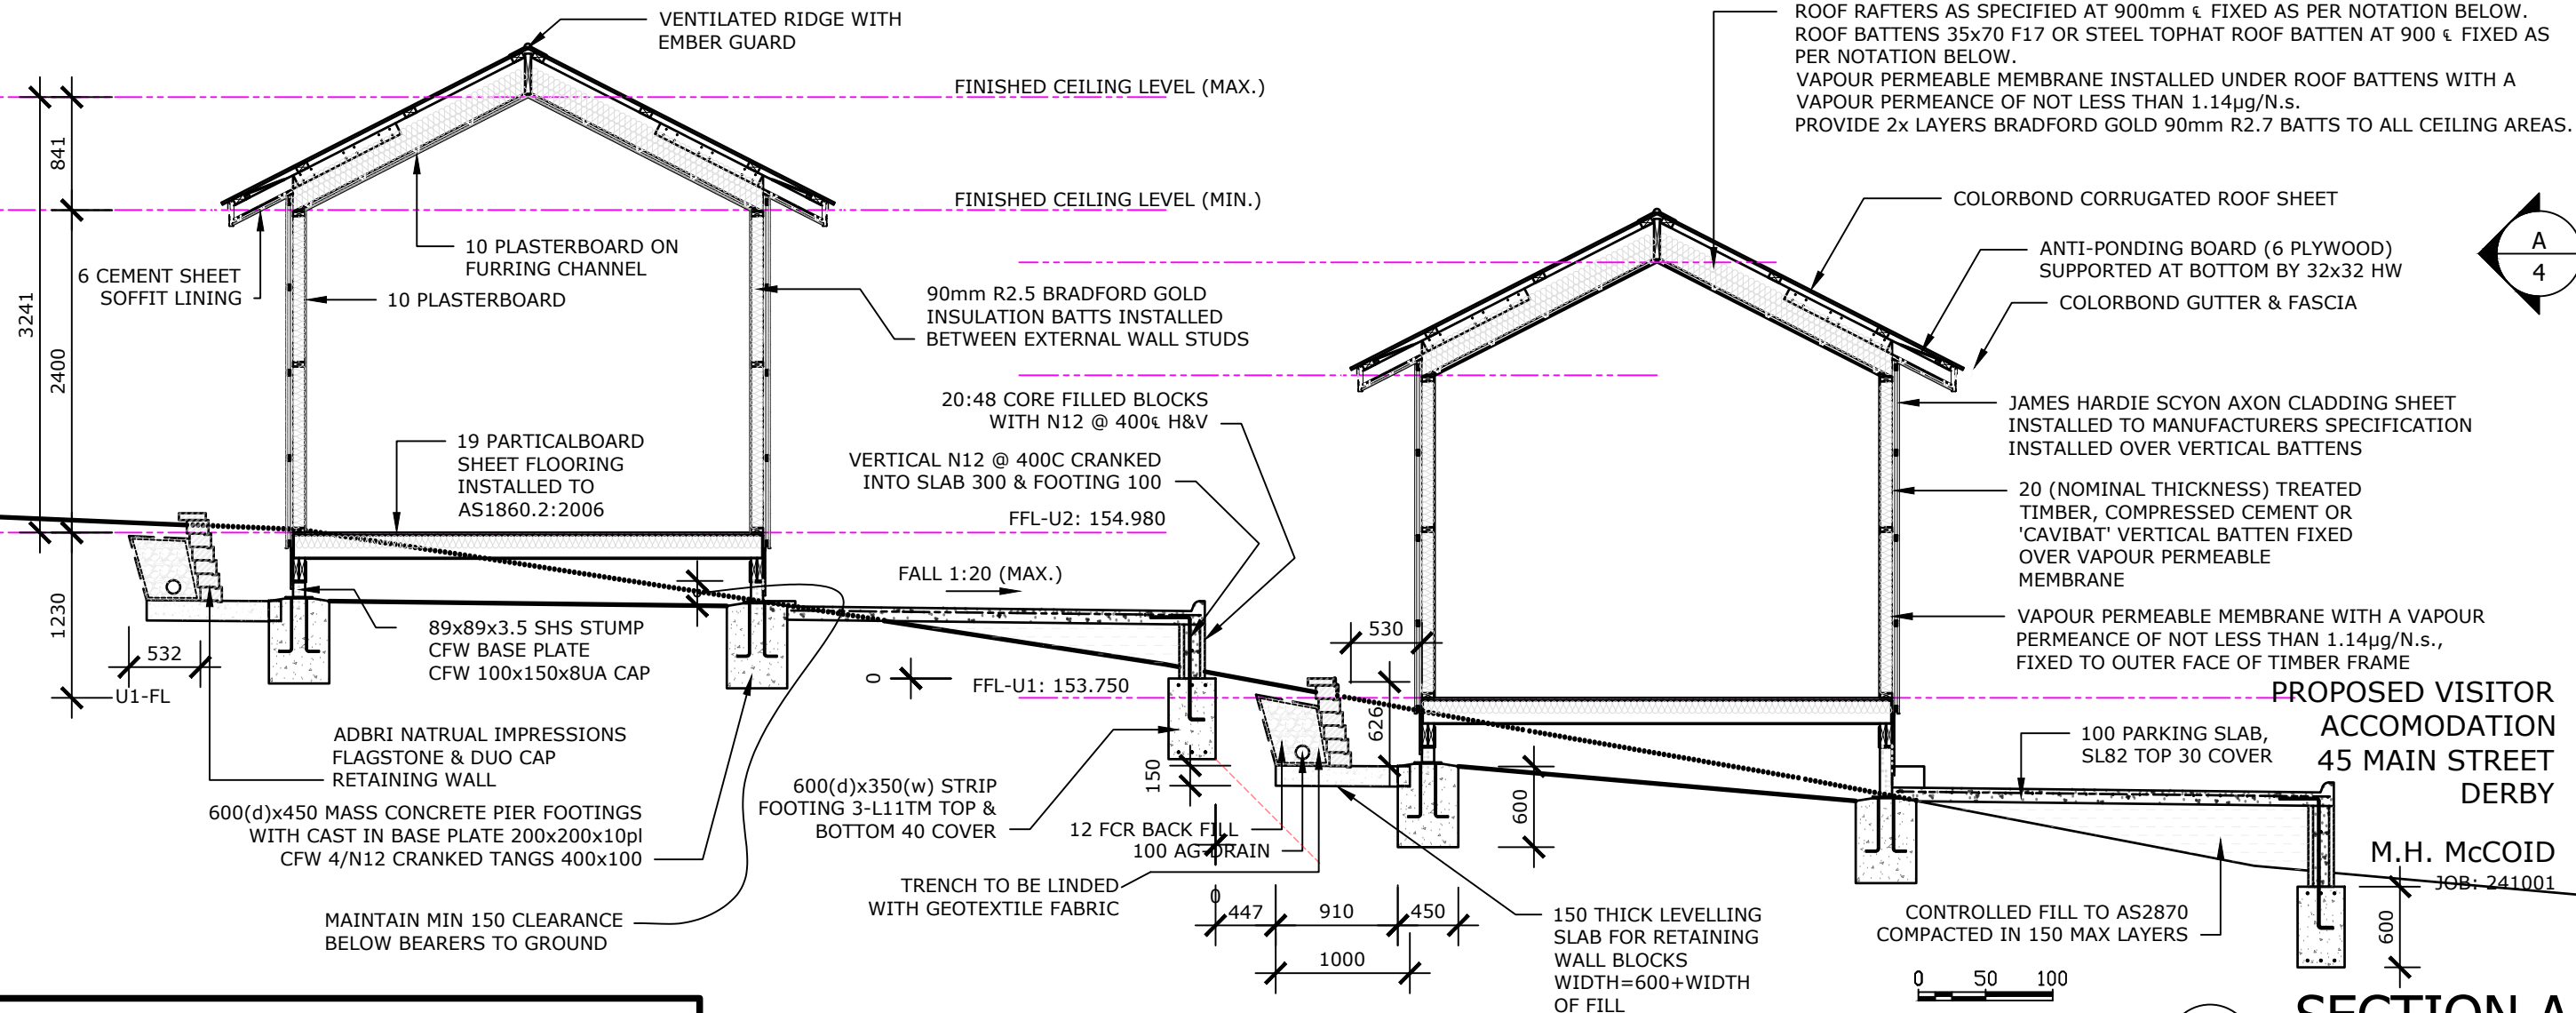 VENTILATED RIDGE WITH
EMBER GUARD
ROOF RAFTERS AS SPECIFIED AT 900mm ℄ FIXED AS PER NOTATION BELOW.
ROOF BATTENS 35x70 F17 OR STEEL TOPHAT ROOF BATTEN AT 900 ℄ FIXED AS
PER NOTATION BELOW.
VAPOUR PERMEABLE MEMBRANE INSTALLED UNDER ROOF BATTENS WITH A
VAPOUR PERMEANCE OF NOT LESS THAN 1.14µg/N.s.
PROVIDE 2x LAYERS BRADFORD GOLD 90mm R2.7 BATTS TO ALL CEILING AREAS.
FINISHED CEILING LEVEL (MAX.)
841
FINISHED CEILING LEVEL (MIN.)
COLORBOND CORRUGATED ROOF SHEET
ANTI-PONDING BOARD (6 PLYWOOD)
SUPPORTED AT BOTTOM BY 32x32 HW
COLORBOND GUTTER & FASCIA
A
4
6 CEMENT SHEET
SOFFIT LINING
10 PLASTERBOARD ON
FURRING CHANNEL
10 PLASTERBOARD
3241
2400
90mm R2.5 BRADFORD GOLD
INSULATION BATTS INSTALLED
BETWEEN EXTERNAL WALL STUDS
20:48 CORE FILLED BLOCKS
WITH N12 @ 400℄ H&V
VERTICAL N12 @ 400C CRANKED
INTO SLAB 300 & FOOTING 100
FFL-U2: 154.980
19 PARTICALBOARD
SHEET FLOORING
INSTALLED TO
AS1860.2:2006
JAMES HARDIE SCYON AXON CLADDING SHEET
INSTALLED TO MANUFACTURERS SPECIFICATION
INSTALLED OVER VERTICAL BATTENS
20 (NOMINAL THICKNESS) TREATED
TIMBER, COMPRESSED CEMENT OR
'CAVIBAT' VERTICAL BATTEN FIXED
OVER VAPOUR PERMEABLE
MEMBRANE
VAPOUR PERMEABLE MEMBRANE WITH A VAPOUR
PERMEANCE OF NOT LESS THAN 1.14µg/N.s.,
FIXED TO OUTER FACE OF TIMBER FRAME
FALL 1:20 (MAX.)
1230
532
U1-FL
89x89x3.5 SHS STUMP
CFW BASE PLATE
CFW 100x150x8UA CAP
0
FFL-U1: 153.750
530
626
ADBRI NATRUAL IMPRESSIONS
FLAGSTONE & DUO CAP
RETAINING WALL
600(d)x450 MASS CONCRETE PIER FOOTINGS
WITH CAST IN BASE PLATE 200x200x10pl
CFW 4/N12 CRANKED TANGS 400x100
MAINTAIN MIN 150 CLEARANCE
BELOW BEARERS TO GROUND
600(d)x350(w) STRIP
FOOTING 3-L11TM TOP &
BOTTOM 40 COVER
150
12 FCR BACK FILL
100 AG DRAIN
TRENCH TO BE LINDED
WITH GEOTEXTILE FABRIC
600
0
447
910
450
1000
150 THICK LEVELLING
SLAB FOR RETAINING
WALL BLOCKS
WIDTH=600+WIDTH
OF FILL
100 PARKING SLAB,
SL82 TOP 30 COVER
CONTROLLED FILL TO AS2870
COMPACTED IN 150 MAX LAYERS
600
0 50 100
PROPOSED VISITOR
ACCOMODATION
45 MAIN STREET
DERBY
M.H. McCOID
JOB: 241001
SECTION A